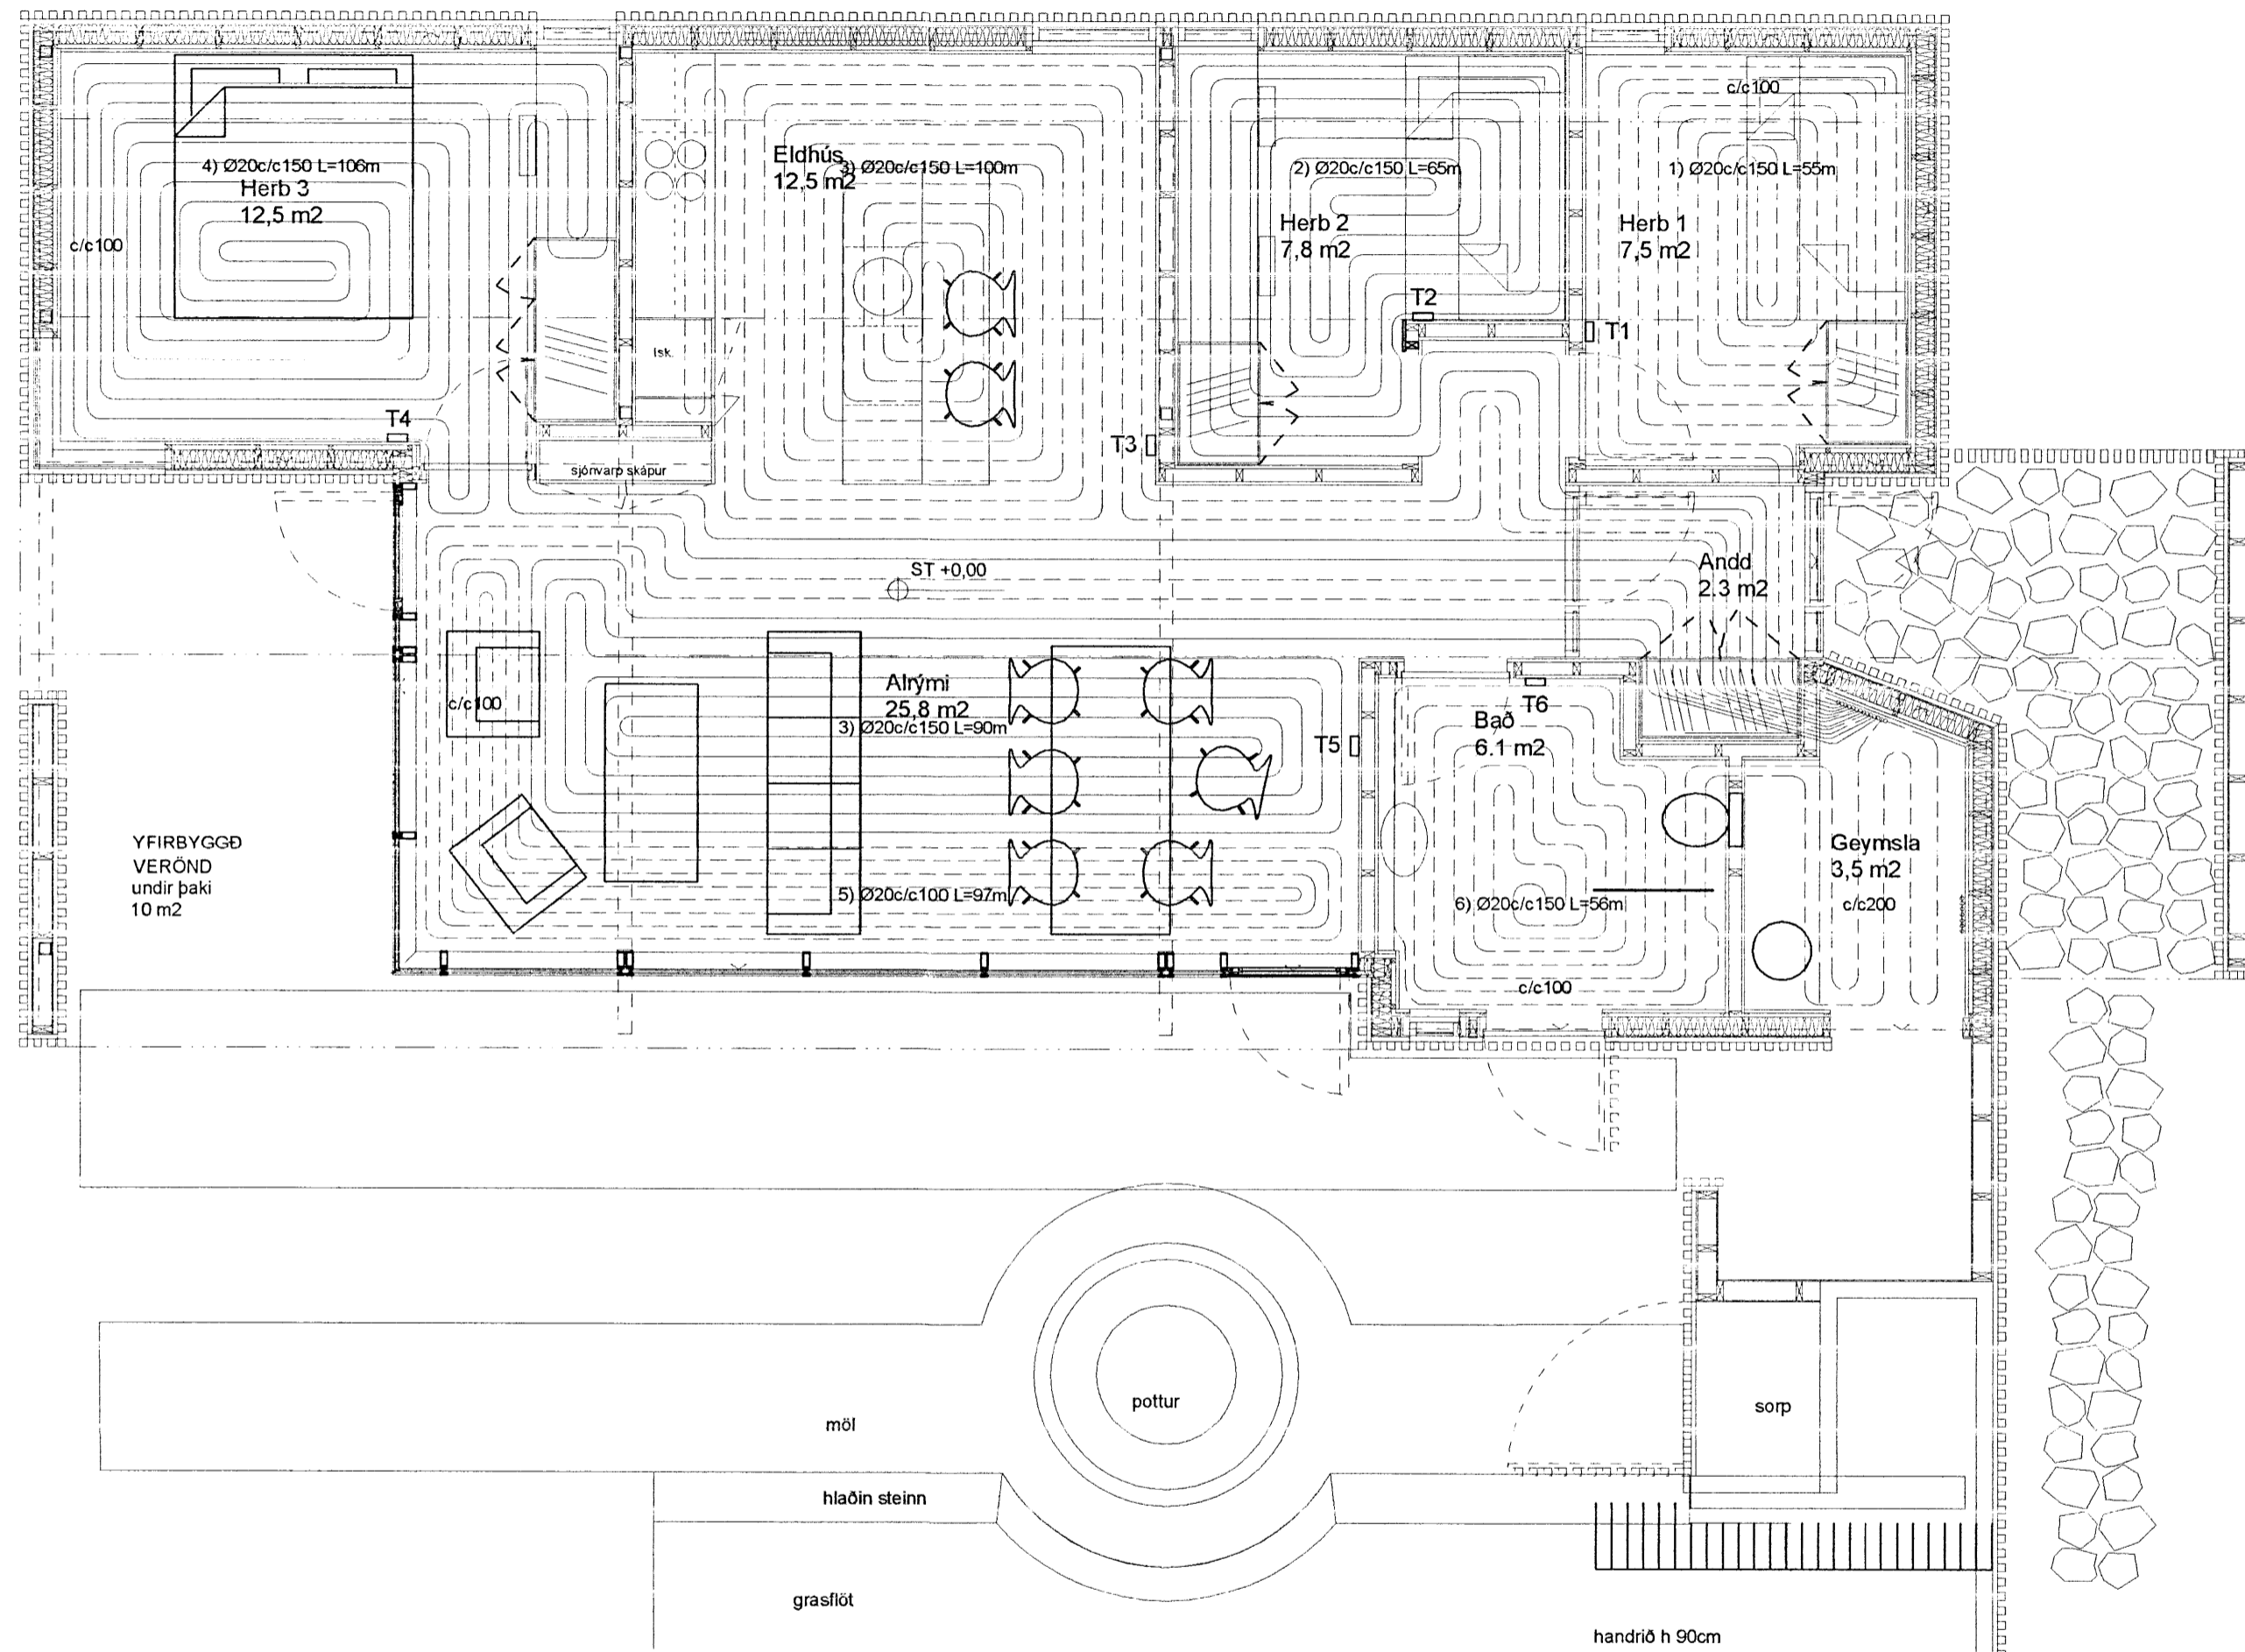 c/c100
4) Ø20c/c150 L=106m
Herb 3
12,5 m2
c/c100
Eldhús
3) Ø20c/c150 L=100m
12,5 m2
2) Ø20c/c150 L=65m
Herb 2
7,8 m2
1) Ø20c/c150 L=55m
Herb 1
7,5 m2
T2
T1
Ísk.
T4
T3
sjónvarp skápur
ST +0,00
Andd
2.3 m2
Alrými
25,8 m2
3) Ø20c/c150 L=90m
c/c100
T6
Bað
6.1 m2
T5
YFIRBYGGÐ
VERÖND
undir þaki
10 m2
5) Ø20c/c100 L=97m
6) Ø20c/c150 L=56m
Geymsla
3,5 m2
c/c200
c/c100
pottur
sorp
möl
hlaðin steinn
grasflöt
handrið h 90cm